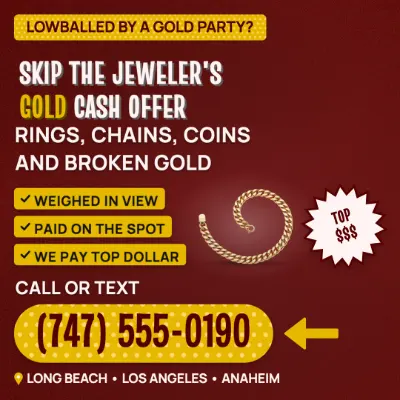 LOWBALLED BY A GOLD PARTY?
SKIP THE JEWELER'S
GOLD CASH OFFER
RINGS, CHAINS, COINS
AND BROKEN GOLD
✓ WEIGHED IN VIEW
✓ PAID ON THE SPOT
✓ WE PAY TOP DOLLAR
TOP
$$$
CALL OR TEXT
(747) 555-0190
LONG BEACH • LOS ANGELES • ANAHEIM